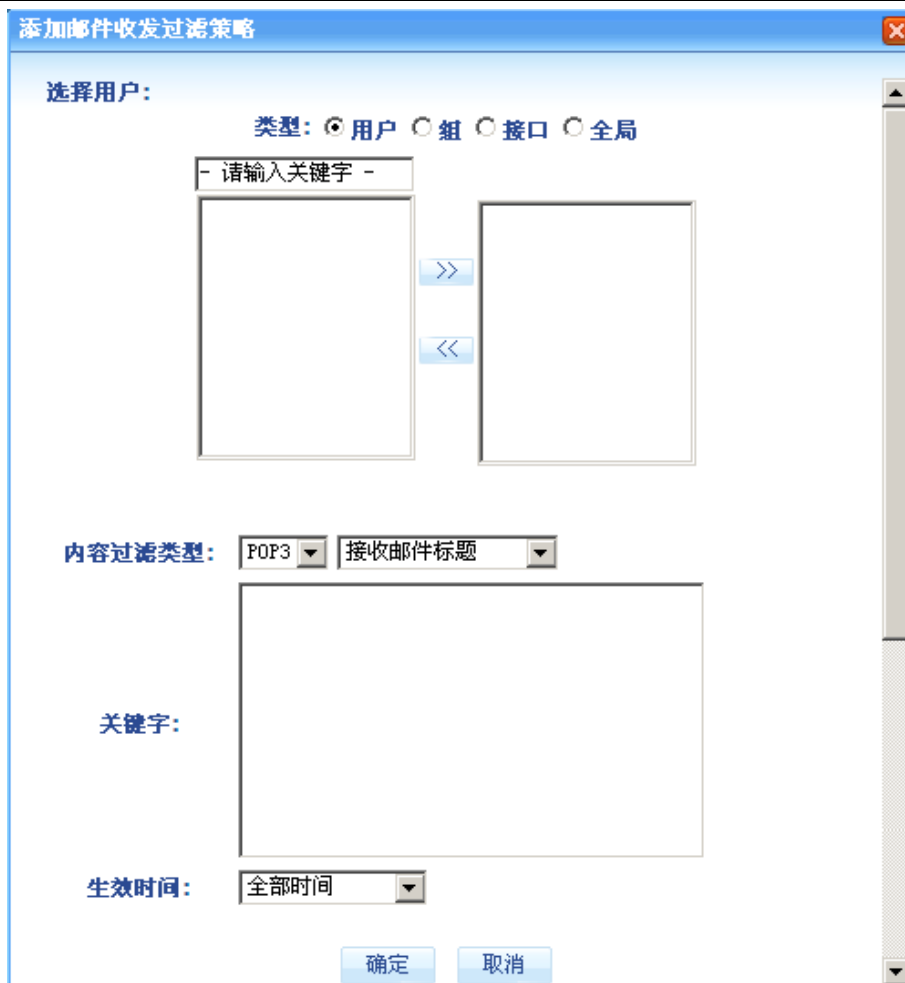 添加邮件收发过滤策略
选择用户:
类型: 用户 组 接口 全局
- 请输入关键字 -
>>
<<
内容过滤类型: POP3 接收邮件标题
关键字:
生效时间: 全部时间
确定 取消